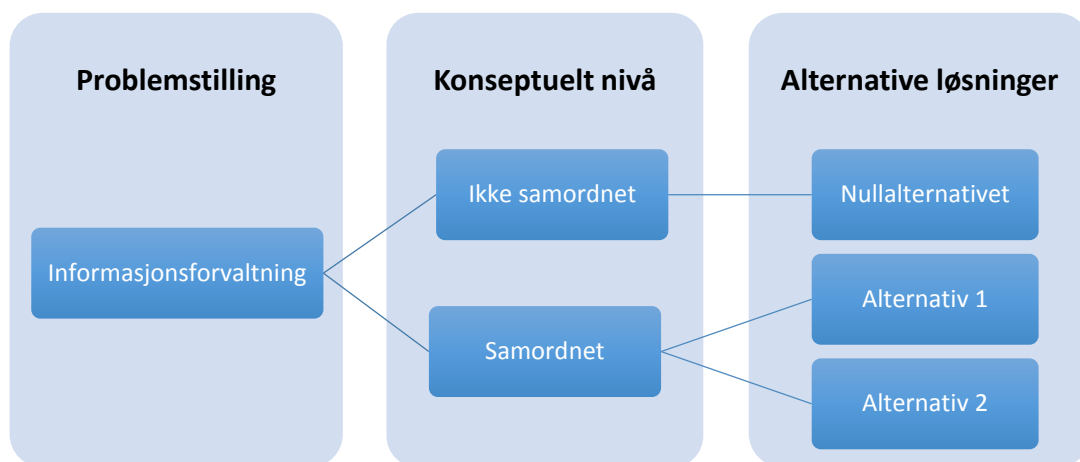 Problemstilling
Konseptuelt nivå
Alternative løsninger
Informasjonsforvaltning
Ikke samordnet
Samordnet
Nullalternativet
Alternativ 1
Alternativ 2